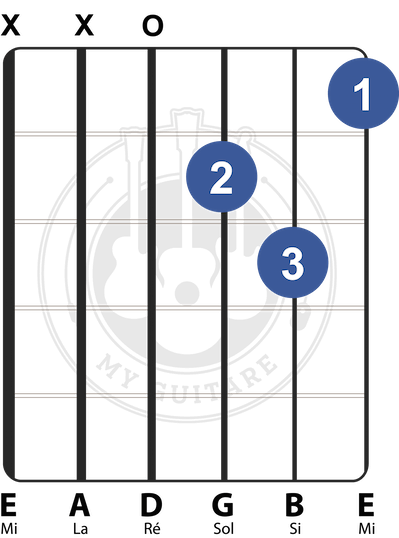 X X O
1
2
3
MY GUITARE
E A D G B E
Mi La Ré Sol Si Mi